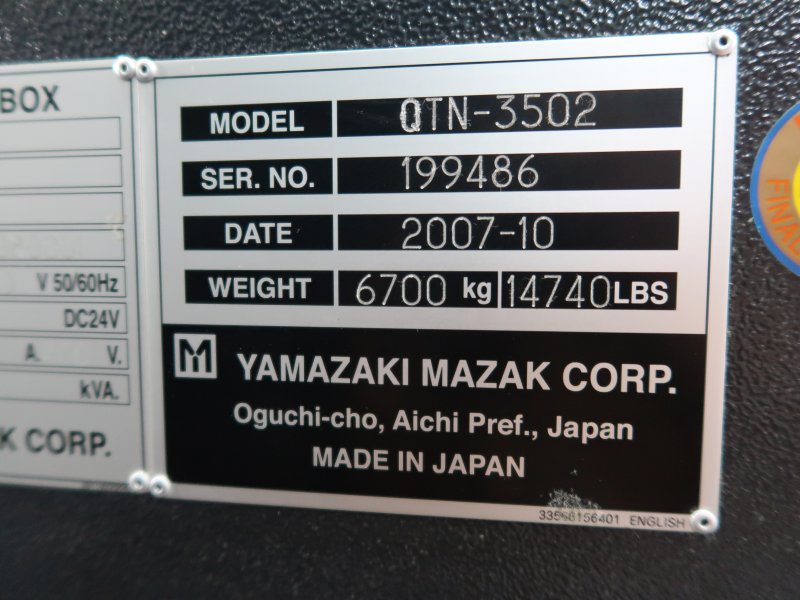 BOX
V 50/60Hz
DC24V
A. V.
kVA.
K CORP.
MODEL QTN-3502
SER. NO. 199486
DATE 2007-10
WEIGHT 6700 kg 14740 LBS
YAMAZAKI MAZAK CORP.
Oguchi-cho, Aichi Pref., Japan
MADE IN JAPAN
ENGLISH
FINA